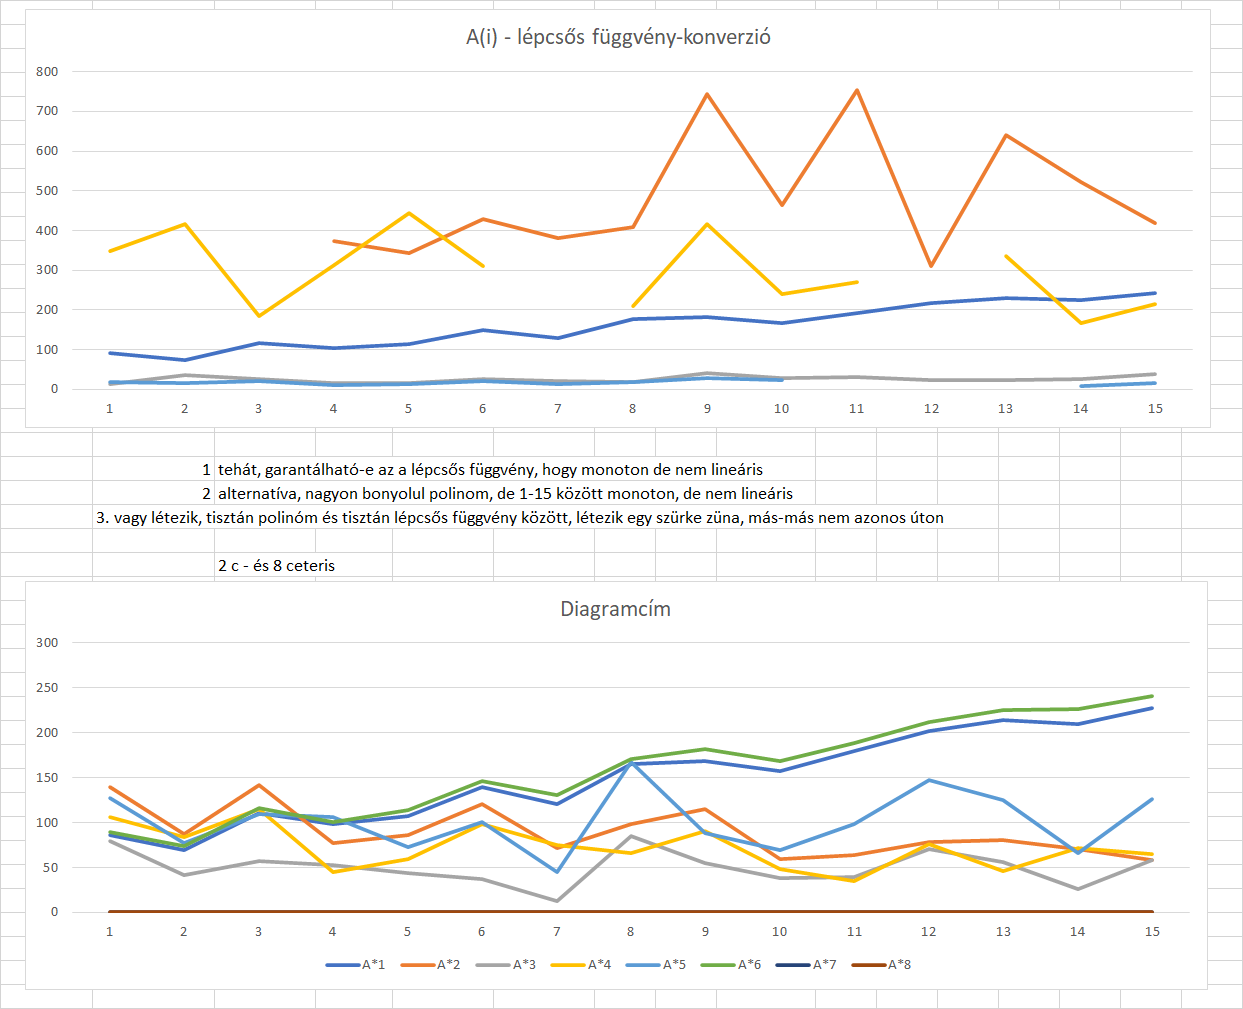 A(i) - lépcsős függvény-konverzió
800
700
600
500
400
300
200
100
0
1 2 3 4 5 6 7 8 9 10 11 12 13 14 15
1 tehát, garantálható-e az a lépcsős függvény, hogy monoton de nem lineáris
2 alternatíva, nagyon bonyolul polinom, de 1-15 között monoton, de nem lineáris
3. vagy létezik, tisztán polinóm és tisztán lépcsős függvény között, létezik egy szürke züna, más-más nem azonos úton
2 c - és 8 ceteris
Diagramcím
300
250
200
150
100
50
0
1 2 3 4 5 6 7 8 9 10 11 12 13 14 15
A*1 A*2 A*3 A*4 A*5 A*6 A*7 A*8